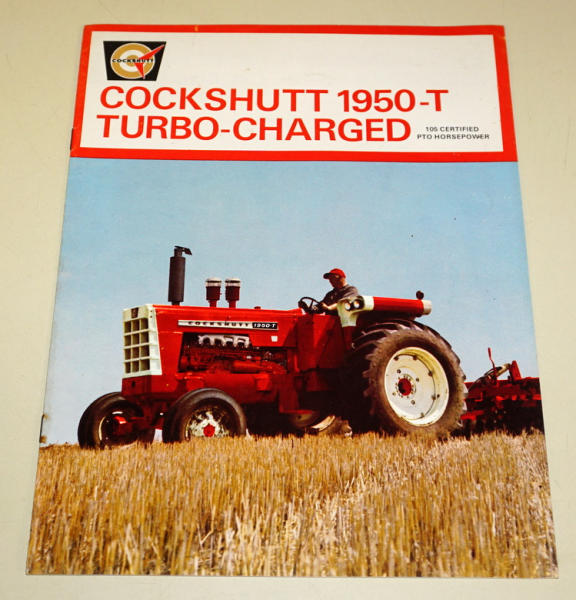 COCKSHUTT
COCKSHUTT 1950-T
TURBO-CHARGED
105 CERTIFIED
PTO HORSEPOWER
COCKSHUTT 1950-T